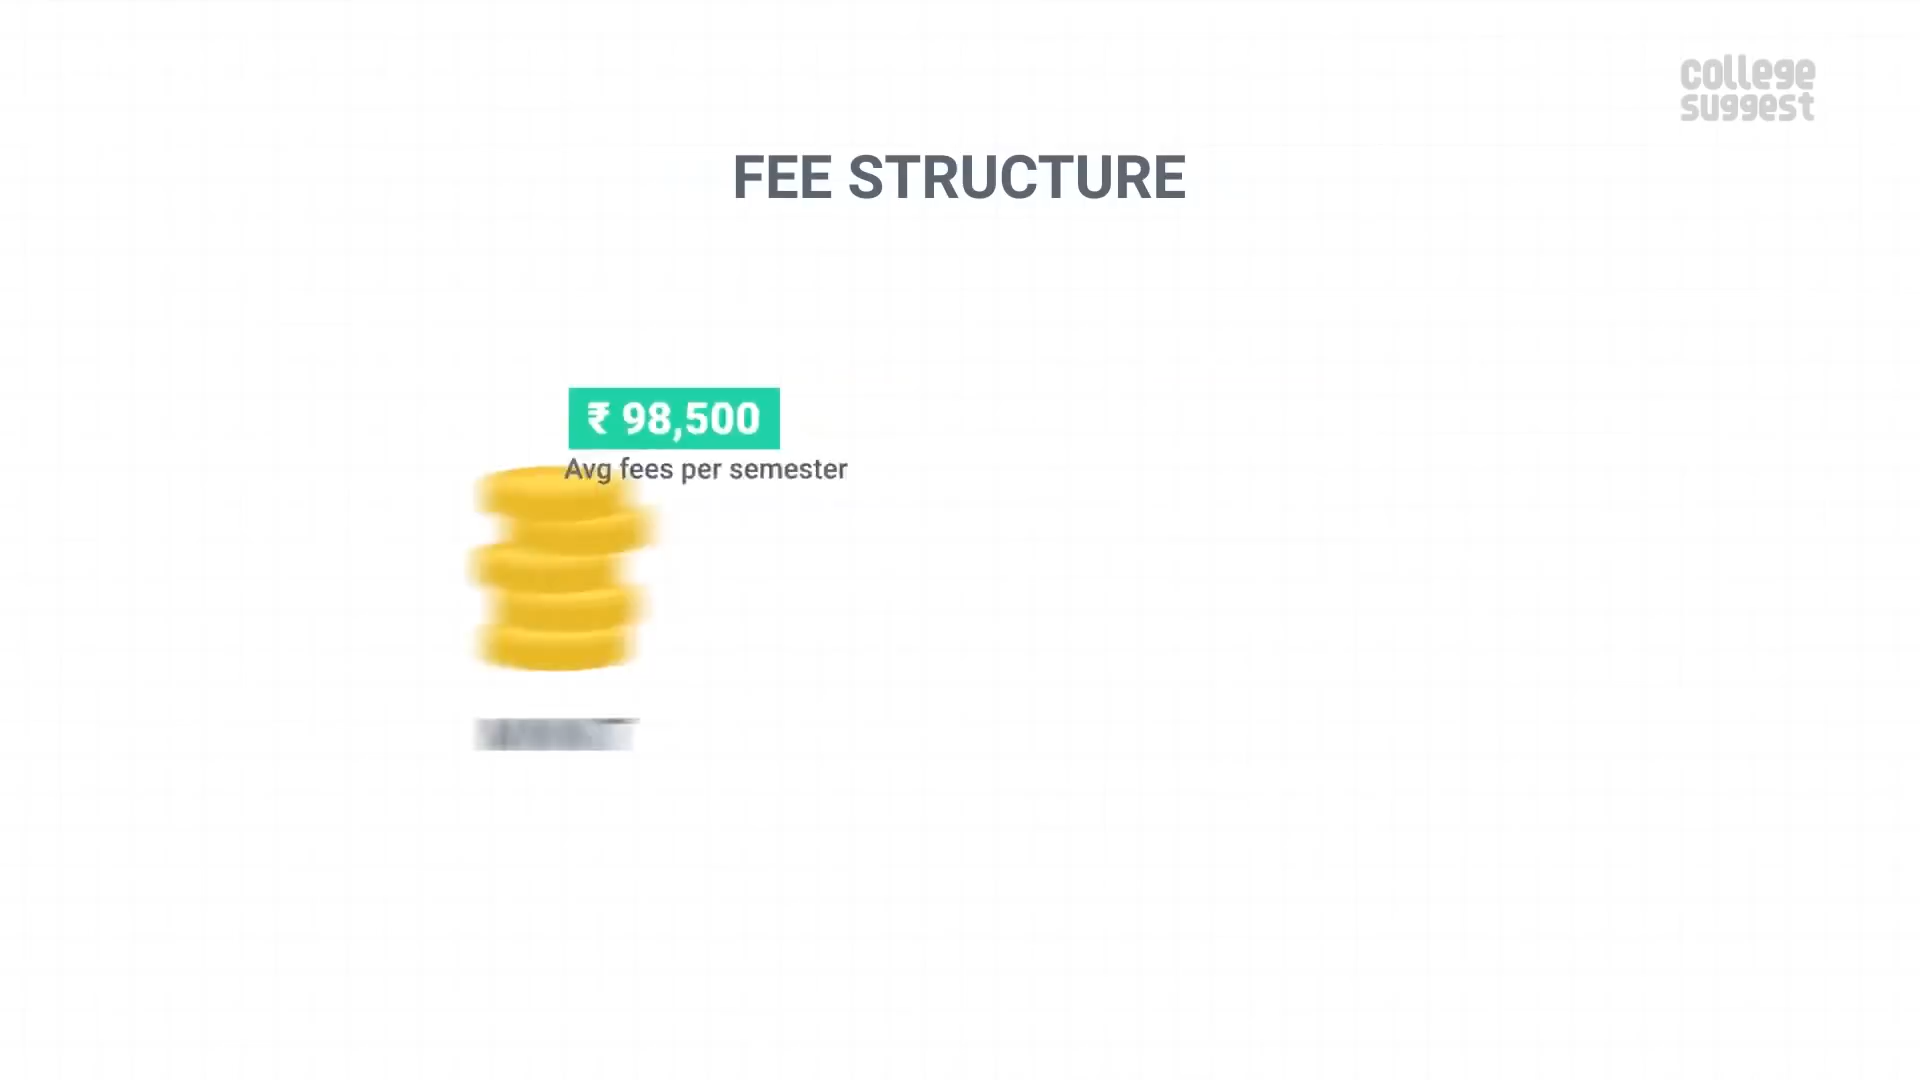 college
suggest
FEE STRUCTURE
₹ 98,500
Avg fees per semester